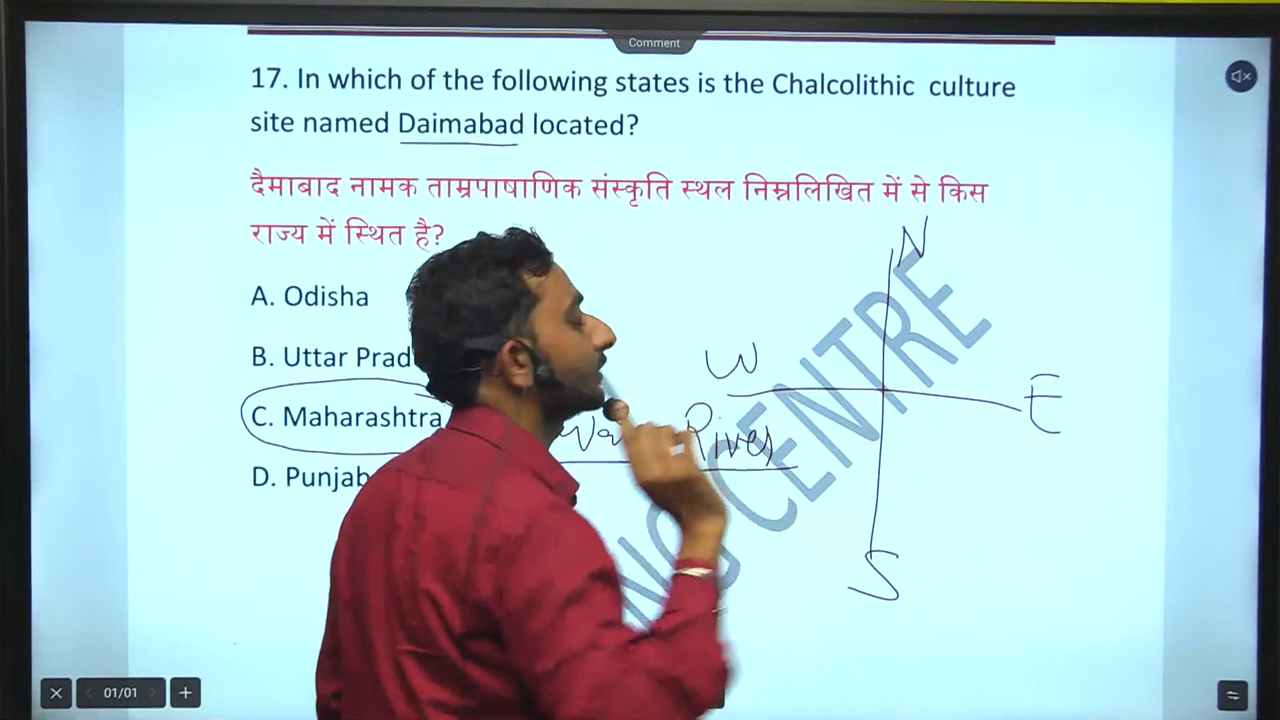 Comment
17. In which of the following states is the Chalcolithic culture
site named Daimabad located?
दैमाबाद नामक ताम्रपाषाणिक संस्कृति स्थल निम्नलिखित में से किस
राज्य में स्थित है?
A. Odisha
B. Uttar Prad
C. Maharashtra
D. Punjab
N
W
E
River
S
CENTRE
01/01